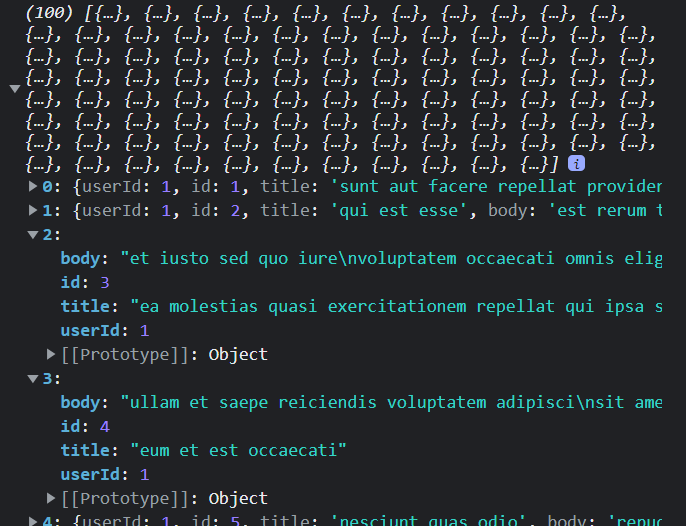 (100) [{…}, {…}, {…}, {…}, {…}, {…}, {…}, {…}, {…}, {…}, {…},
{…}, {…}, {…}, {…}, {…}, {…}, {…}, {…}, {…}, {…}, {…}, {…}, {…},
{…}, {…}, {…}, {…}, {…}, {…}, {…}, {…}, {…}, {…}, {…}, {…}, {…},
{…}, {…}, {…}, {…}, {…}, {…}, {…}, {…}, {…}, {…}, {…}, {…}, {…},
{…}, {…}, {…}, {…}, {…}, {…}, {…}, {…}, {…}, {…}, {…}, {…}, {…},
{…}, {…}, {…}, {…}, {…}, {…}, {…}, {…}, {…}, {…}, {…}, {…}, {…},
{…}, {…}, {…}, {…}, {…}, {…}, {…}, {…}, {…}, {…}, {…}, {…}, {…},
{…}, {…}, {…}, {…}, {…}, {…}, {…}, {…}, {…}, {…}, {…}] i
0: {userId: 1, id: 1, title: 'sunt aut facere repellat provider
1: {userId: 1, id: 2, title: 'qui est esse', body: 'est rerum t
2:
body: "et iusto sed quo iure\nvoluptatem occaecati omnis elig
id: 3
title: "ea molestias quasi exercitationem repellat qui ipsa s
userId: 1
[[Prototype]]: Object
3:
body: "ullam et saepe reiciendis voluptatem adipisci\nsit ame
id: 4
title: "eum et est occaecati"
userId: 1
[[Prototype]]: Object
4: {userId: 1, id: 5, title: 'nesciunt quas odio', body: 'repud